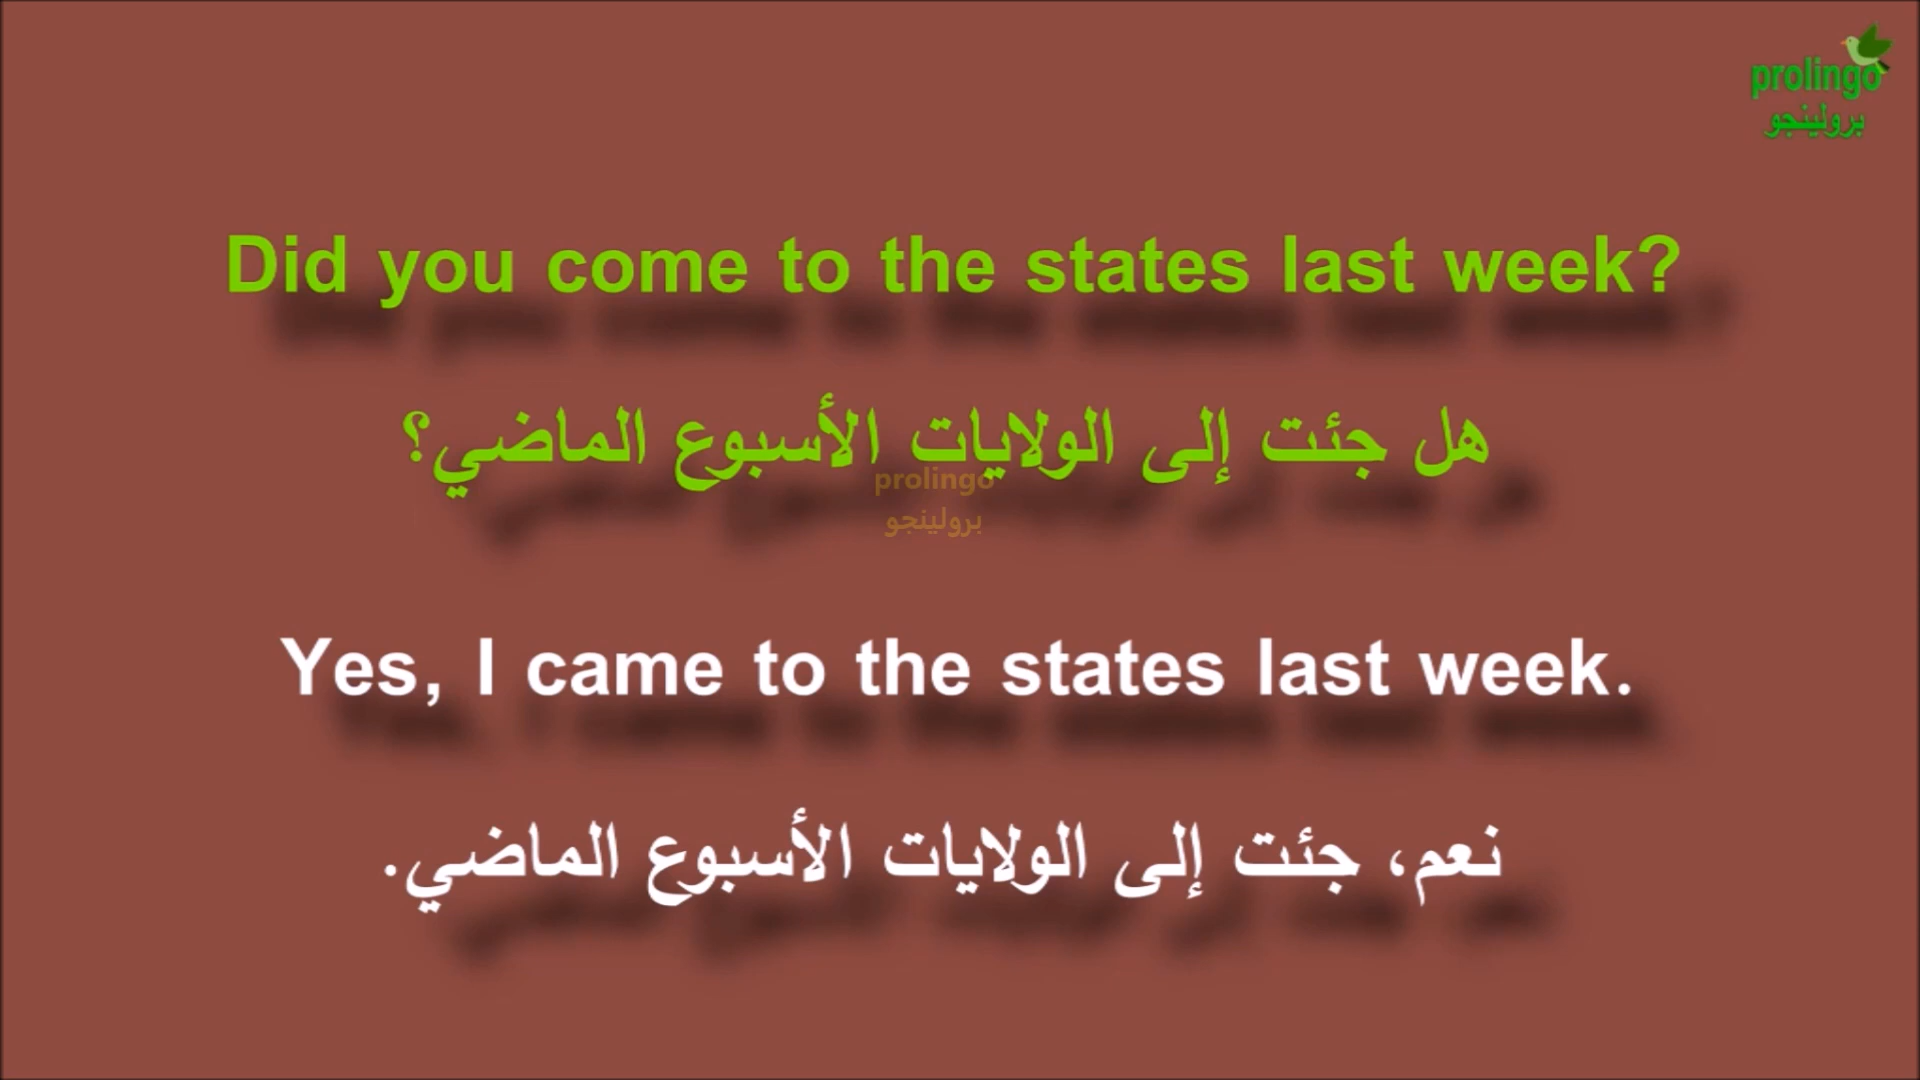 prolingo
برولينجو
Did you come to the states last week?
هل جئت إلى الولايات الأسبوع الماضي؟
prolingo
برولينجو
Yes, I came to the states last week.
نعم، جئت إلى الولايات الأسبوع الماضي.